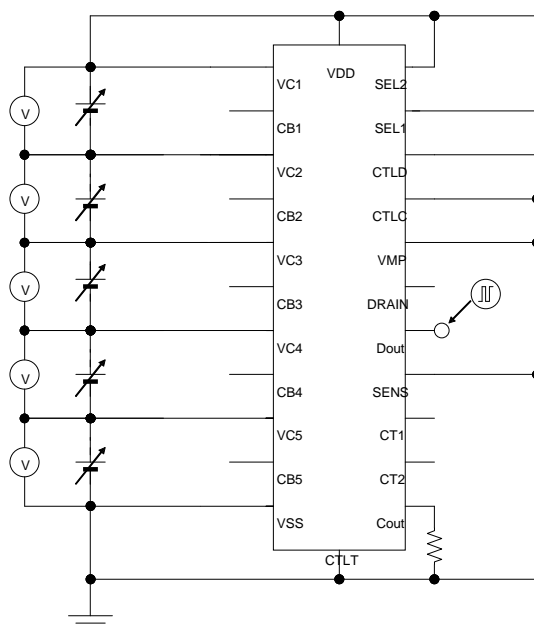 VDD
VC1 SEL2
V
CB1 SEL1
VC2 CTLD
V
CB2 CTLC
VC3 VMP
V
CB3 DRAIN
VC4 Dout
V
CB4 SENS
VC5 CT1
V
CB5 CT2
VSS Cout
CTLT